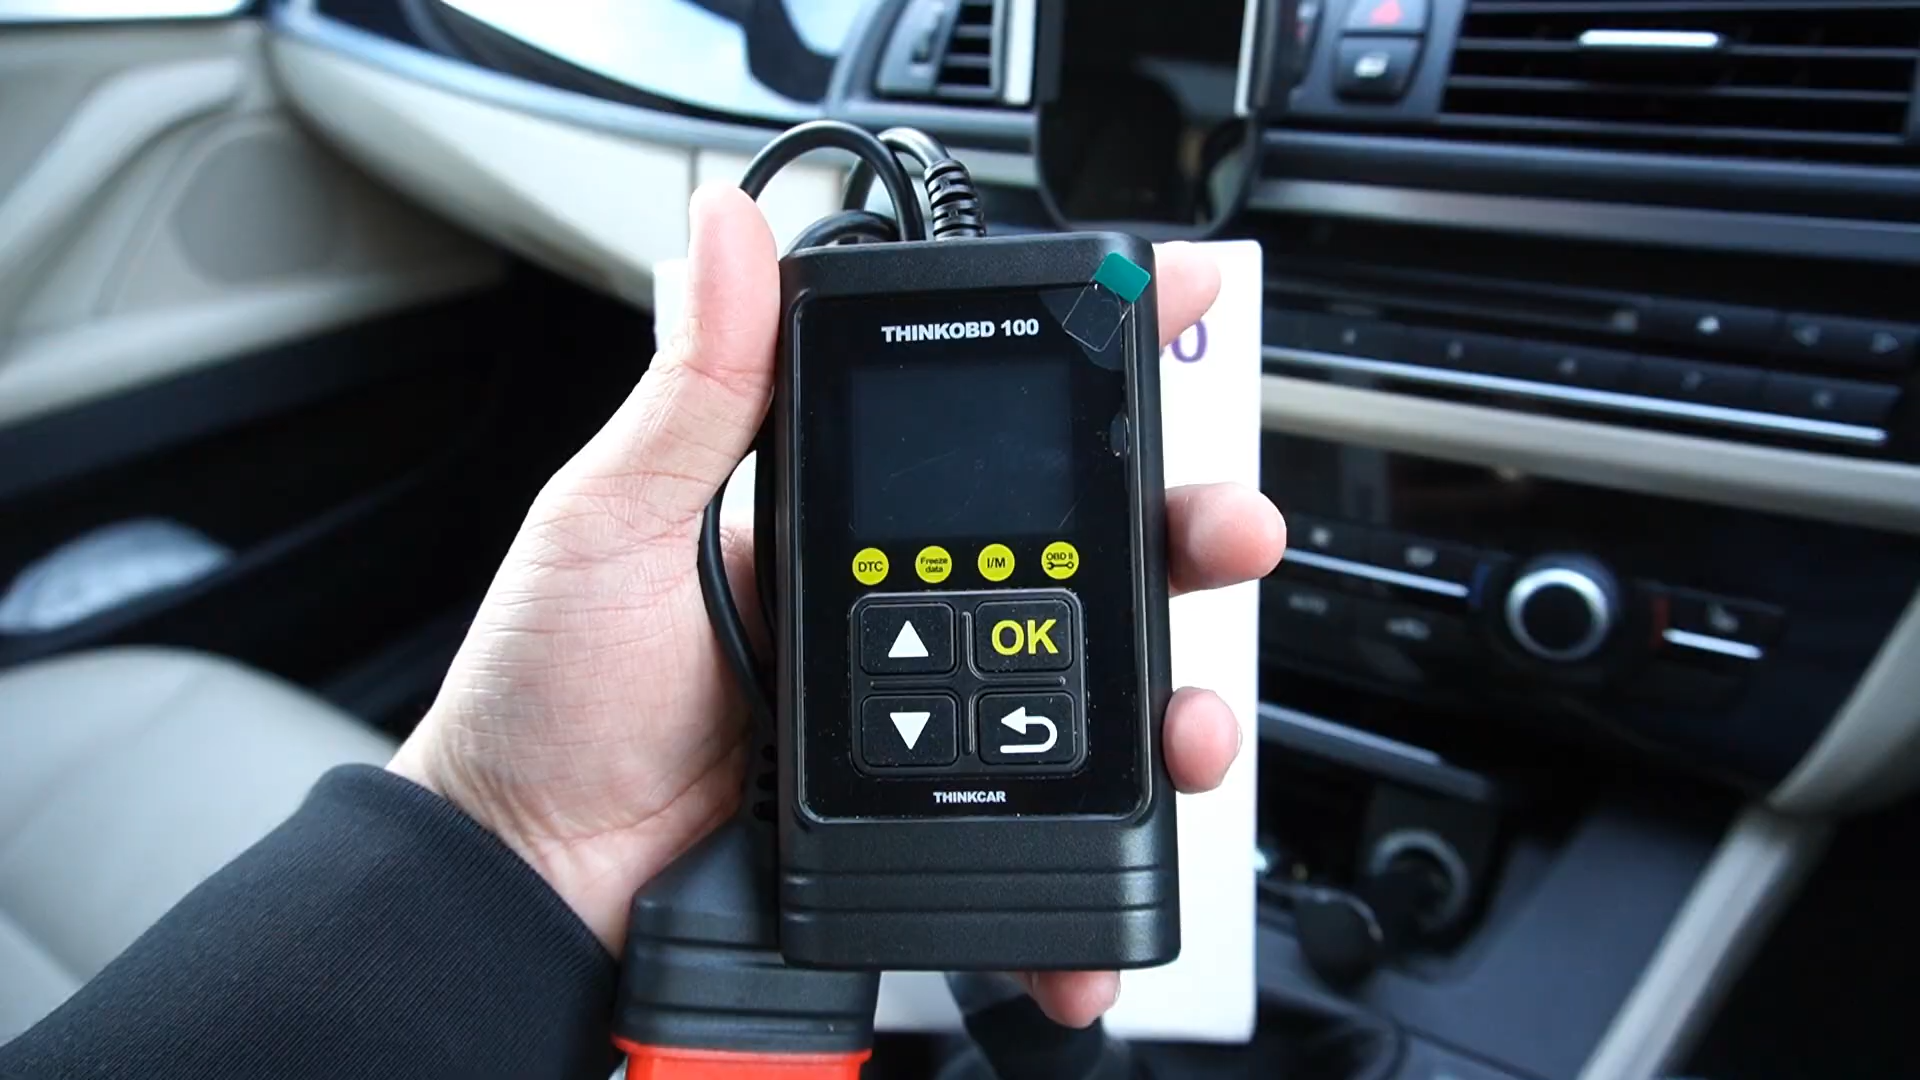 THINKOBD 100
DTC
Freeze
data
I/M
OBD II
OK
THINKCAR